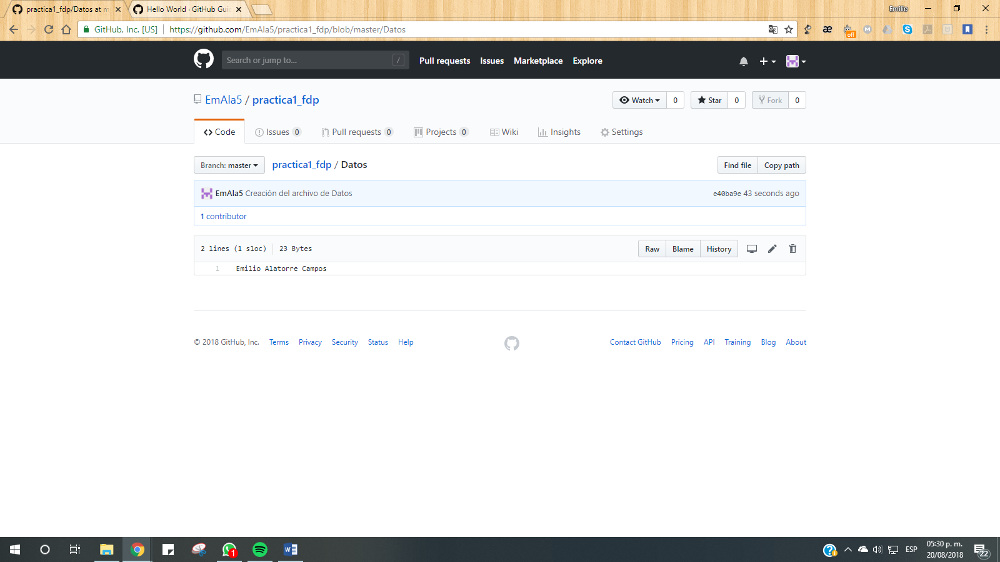 practica1_fdp/Datos at m
Hello World · GitHub Guid
Emilio
GitHub, Inc. [US]
https://github.com/EmAla5/practica1_fdp/blob/master/Datos
æ
off
M
S
Search or jump to...
/
Pull requests
Issues
Marketplace
Explore
EmAla5 / practica1_fdp
Watch
0
Star
0
Fork
0
Code
Issues 0
Pull requests 0
Projects 0
Wiki
Insights
Settings
Branch: master
practica1_fdp / Datos
Find file
Copy path
EmAla5 Creación del archivo de Datos
e40ba9e 43 seconds ago
1 contributor
2 lines (1 sloc)
23 Bytes
Raw
Blame
History
1
Emilio Alatorre Campos
© 2018 GitHub, Inc.
Terms
Privacy
Security
Status
Help
Contact GitHub
Pricing
API
Training
Blog
About
1
W
?
ESP
05:30 p. m.
20/08/2018
22